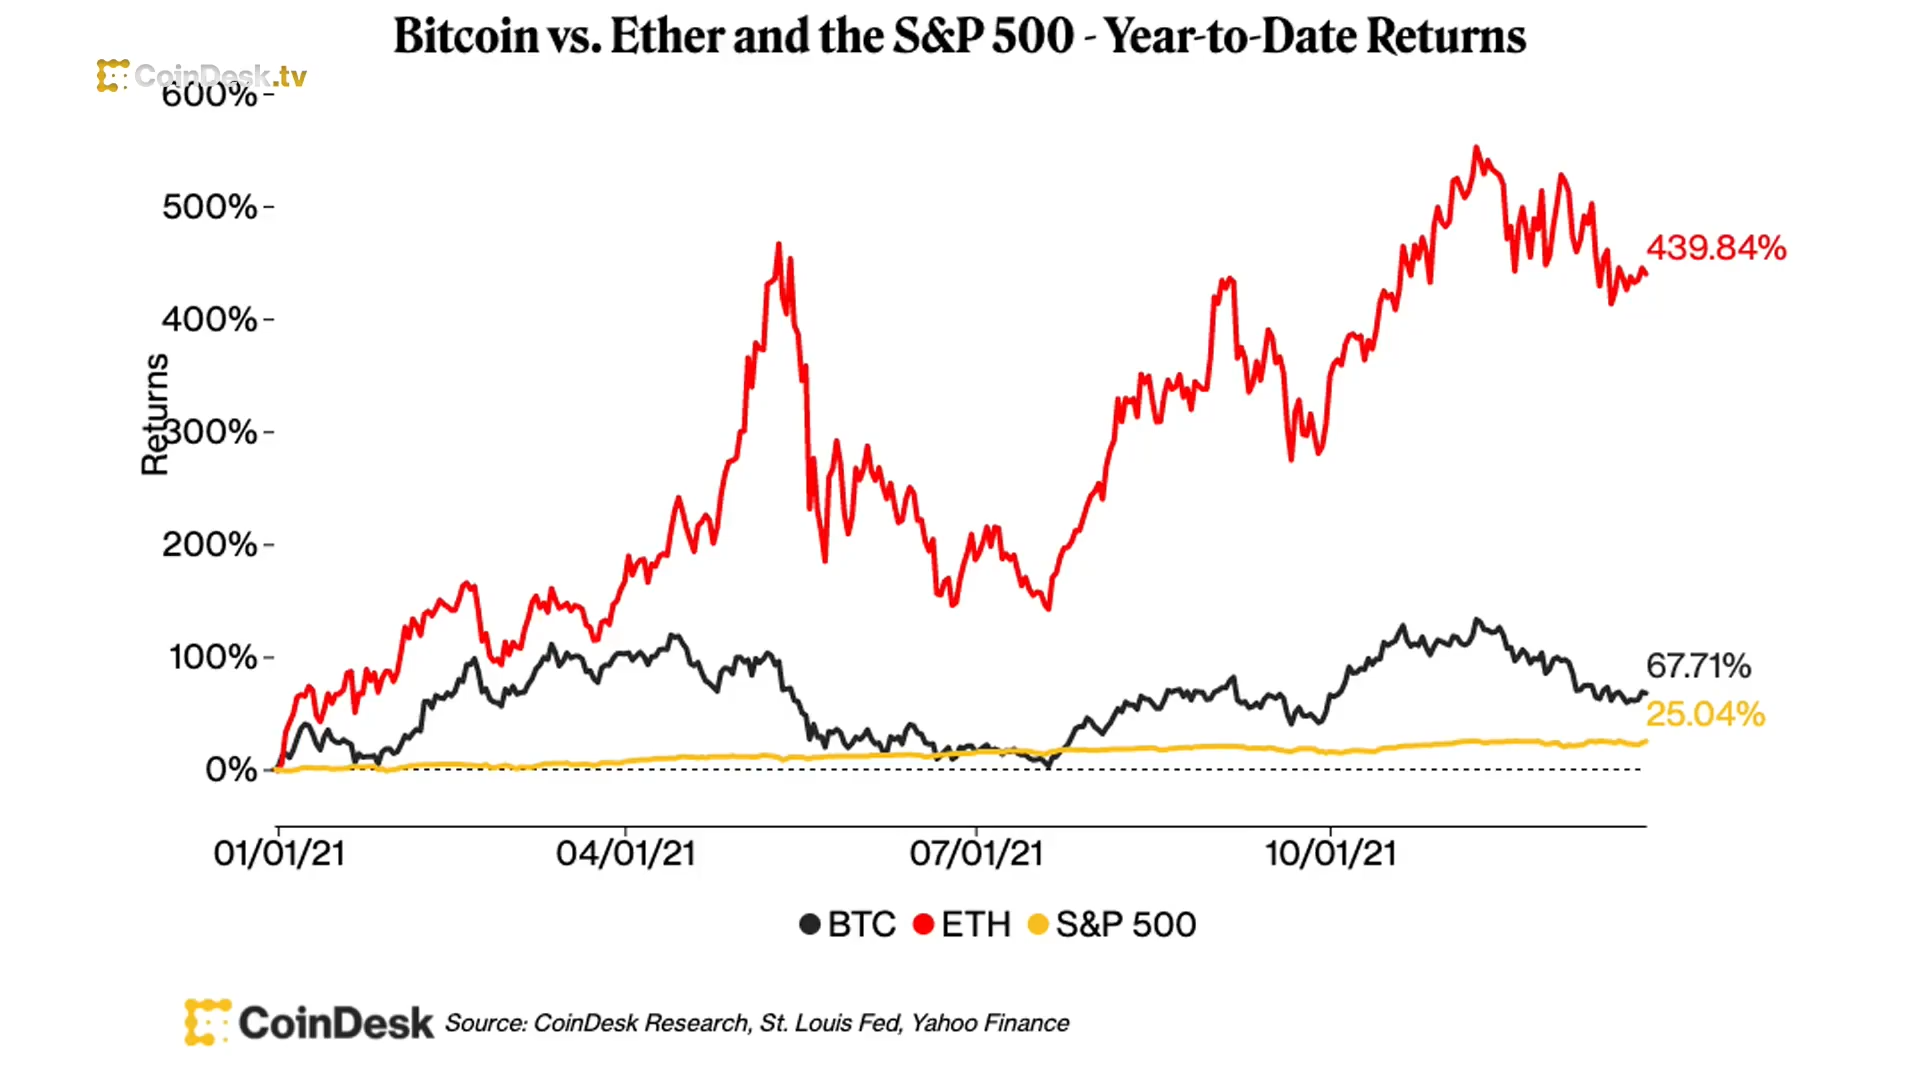 Bitcoin vs. Ether and the S&P 500 - Year-to-Date Returns
CoinDesk.tv
600%
500%
400%
300%
200%
100%
0%
Returns
439.84%
67.71%
25.04%
01/01/21 04/01/21 07/01/21 10/01/21
BTC ETH S&P 500
CoinDesk Source: CoinDesk Research, St. Louis Fed, Yahoo Finance